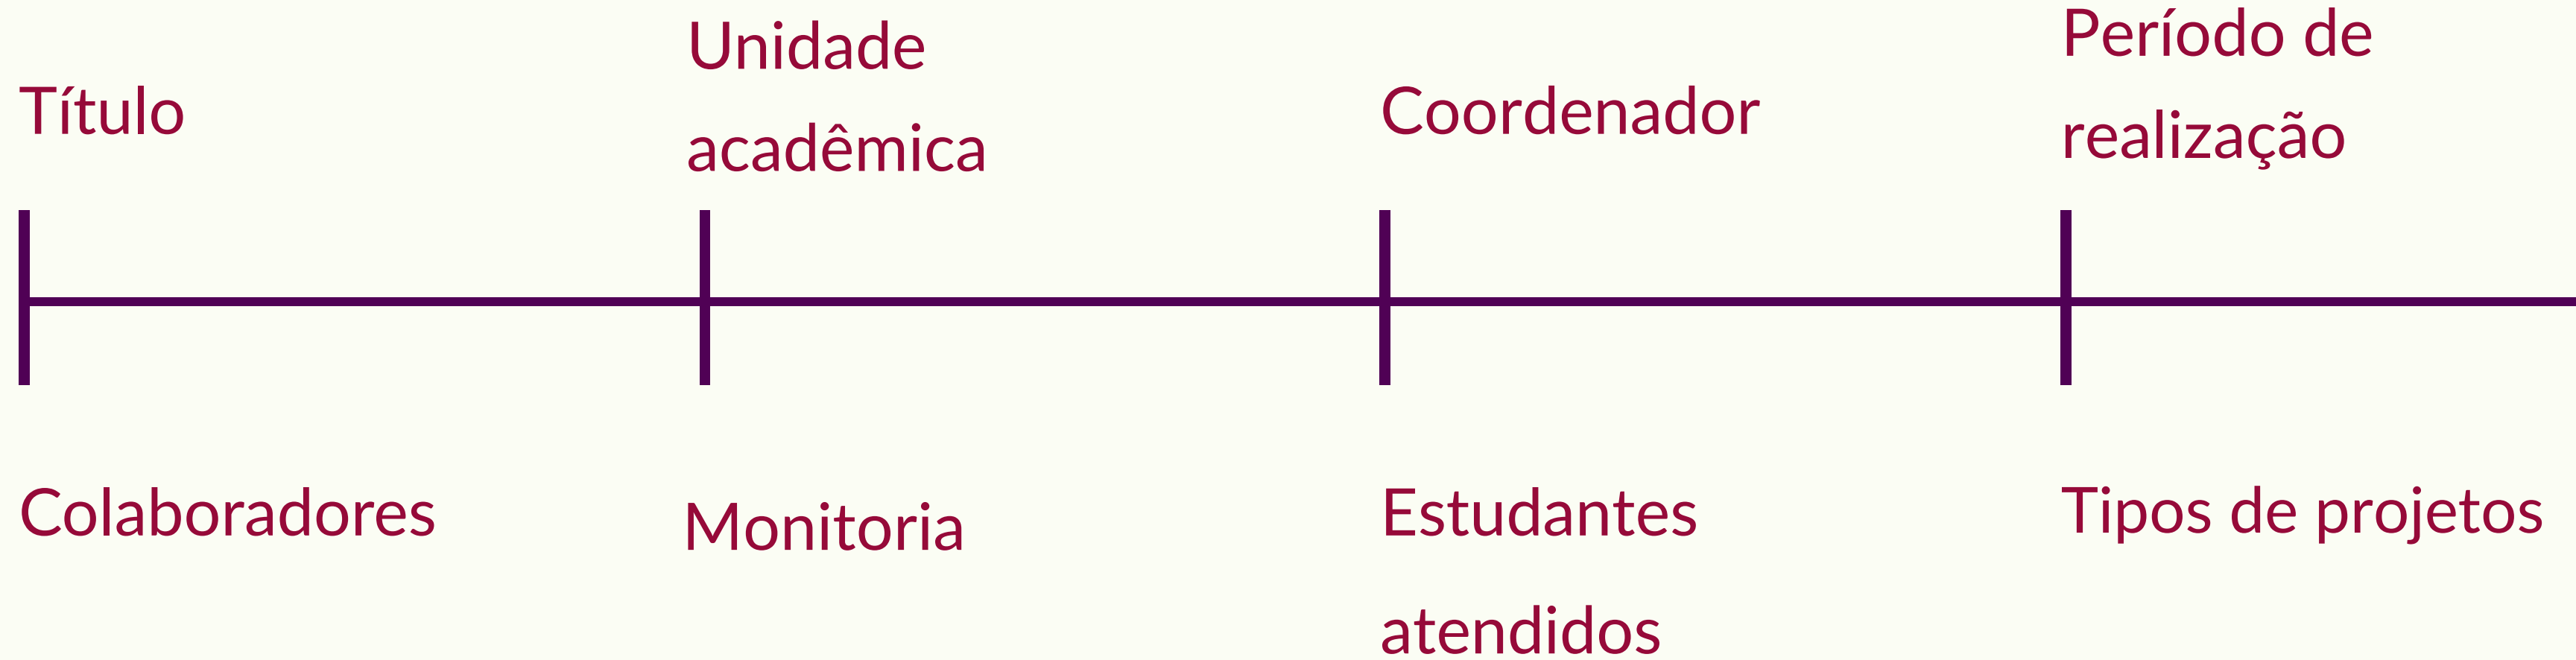 Título
Unidade
acadêmica
Coordenador
Período de
realização
Colaboradores
Monitoria
Estudantes
atendidos
Tipos de projetos